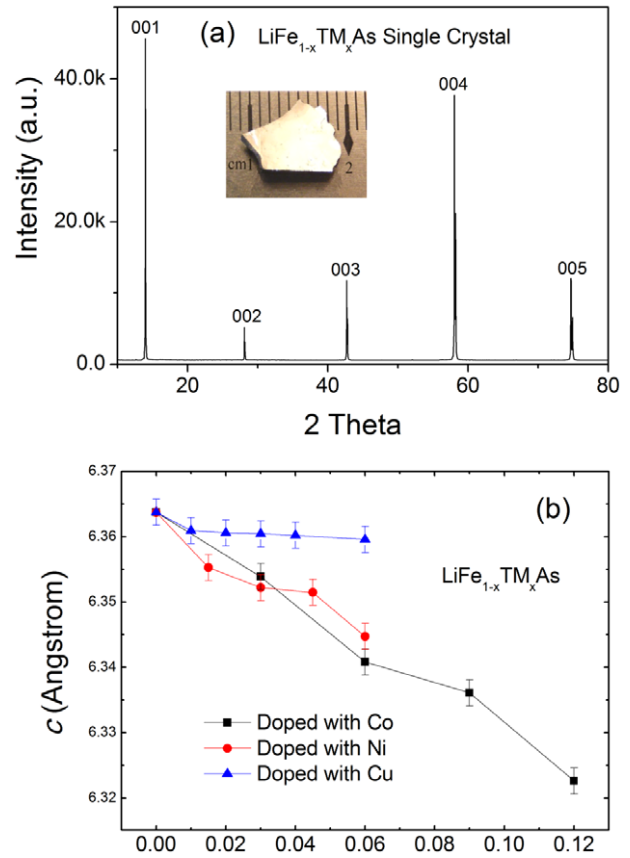 (a) LiFe1-xTMxAs Single Crystal
001
004
003
005
002
cm 1 2
Intensity (a.u.)
40.0k
20.0k
0.0
20 40 60 80
2 Theta
(b)
LiFe1-xTMxAs
c (Angstrom)
6.37
6.36
6.35
6.34
6.33
6.32
Doped with Co
Doped with Ni
Doped with Cu
0.00 0.02 0.04 0.06 0.08 0.10 0.12